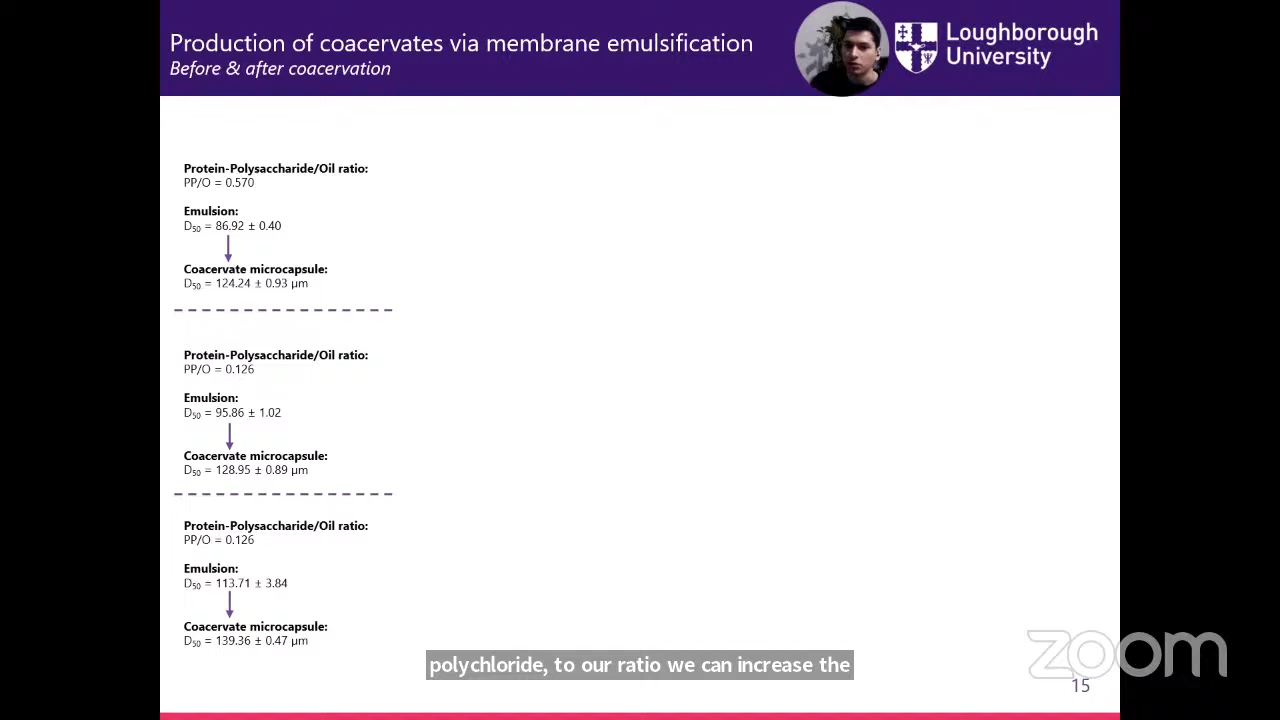 Production of coacervates via membrane emulsification
Before & after coacervation
Loughborough
University
Protein-Polysaccharide/Oil ratio:
PP/O = 0.570
Emulsion:
D50 = 86.92 ± 0.40
Coacervate microcapsule:
D50 = 124.24 ± 0.93 µm
Protein-Polysaccharide/Oil ratio:
PP/O = 0.126
Emulsion:
D50 = 95.86 ± 1.02
Coacervate microcapsule:
D50 = 128.95 ± 0.89 µm
Protein-Polysaccharide/Oil ratio:
PP/O = 0.126
Emulsion:
D50 = 113.71 ± 3.84
Coacervate microcapsule:
D50 = 139.36 ± 0.47 µm
polychloride, to our ratio we can increase the
zoom
15